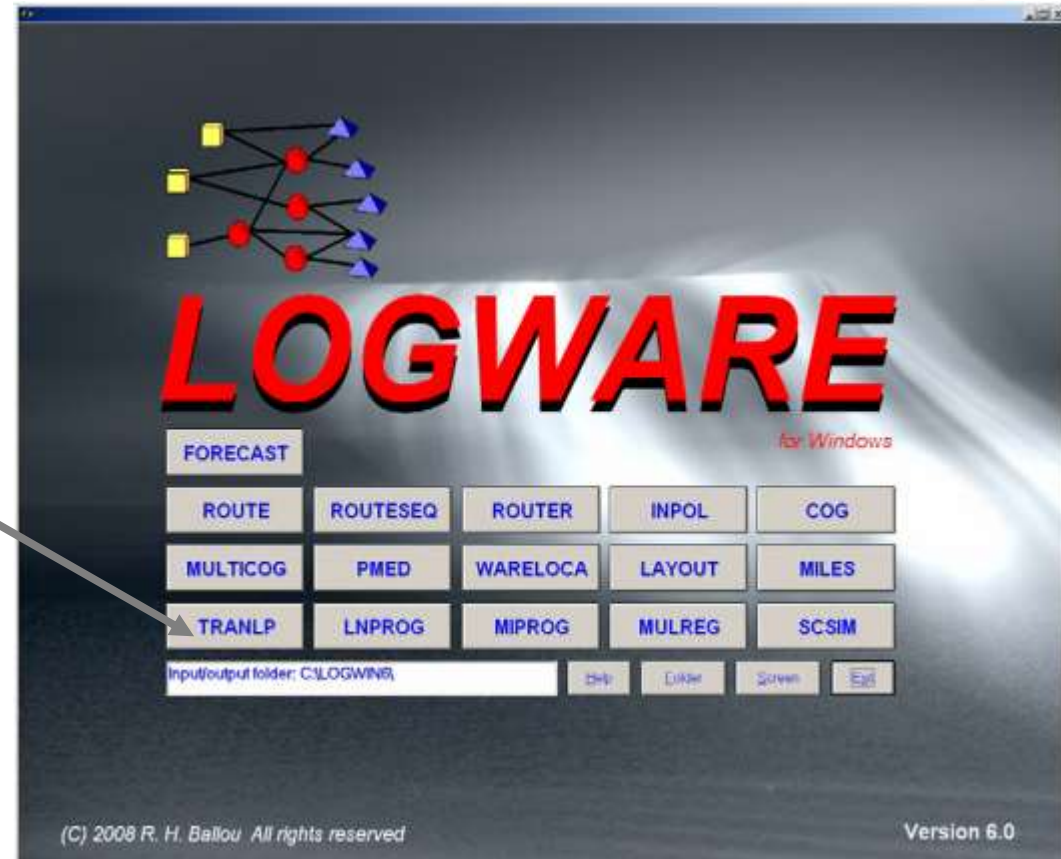 LOGWARE
for Windows
FORECAST
ROUTE ROUTESEQ ROUTER INPOL COG
MULTICOG PMED WARELOCA LAYOUT MILES
TRANLP LNPROG MIPROG MULREG SCSIM
Input/output folder: C:\LOGWIN6\ Help Folder Screen Exit
(C) 2008 R. H. Ballou All rights reserved Version 6.0